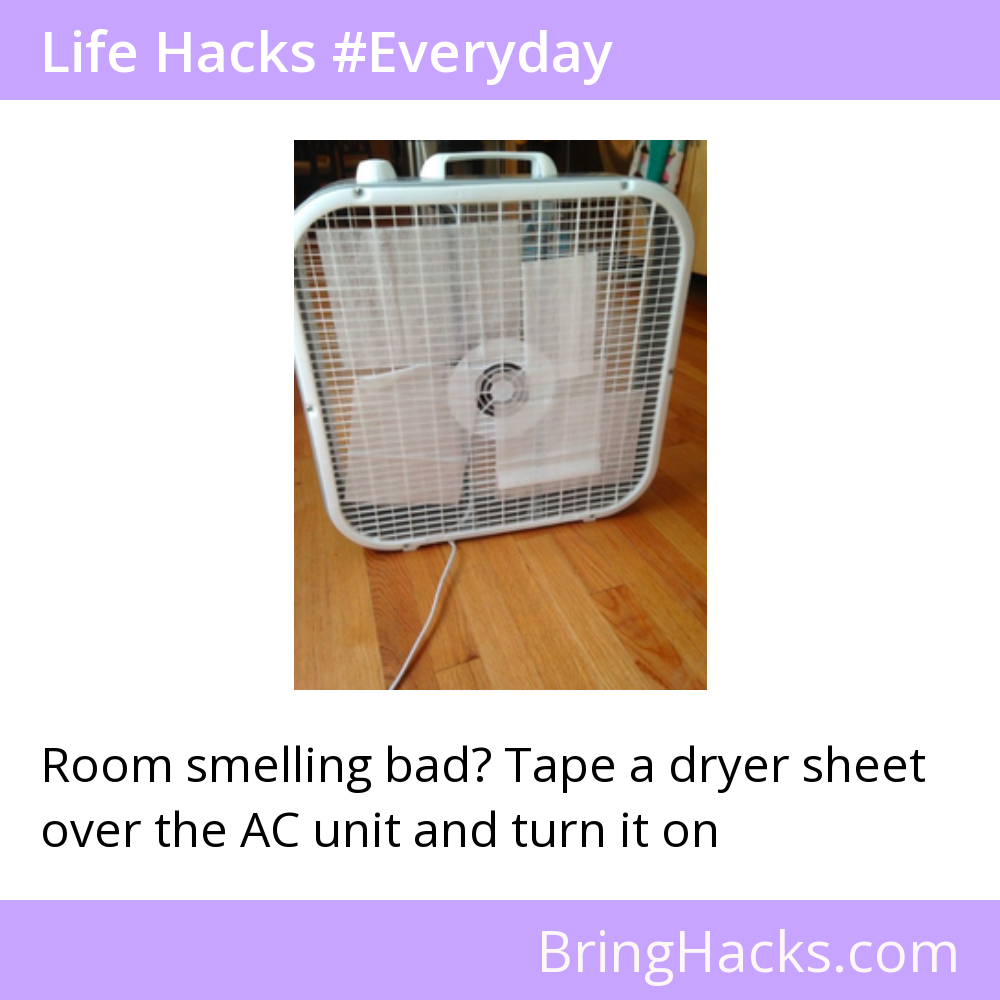 Life Hacks #Everyday
Room smelling bad? Tape a dryer sheet
over the AC unit and turn it on
BringHacks.com